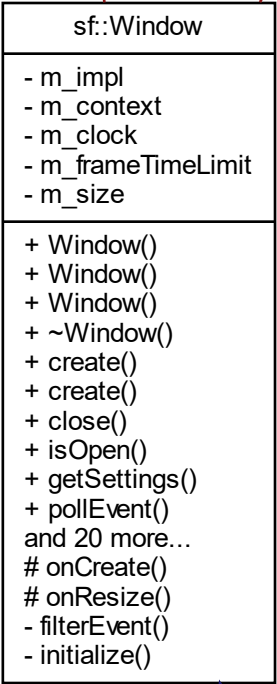 sf::Window
- m_impl
- m_context
- m_clock
- m_frameTimeLimit
- m_size
+ Window()
+ Window()
+ Window()
+ ~Window()
+ create()
+ create()
+ close()
+ isOpen()
+ getSettings()
+ pollEvent()
and 20 more...
# onCreate()
# onResize()
- filterEvent()
- initialize()